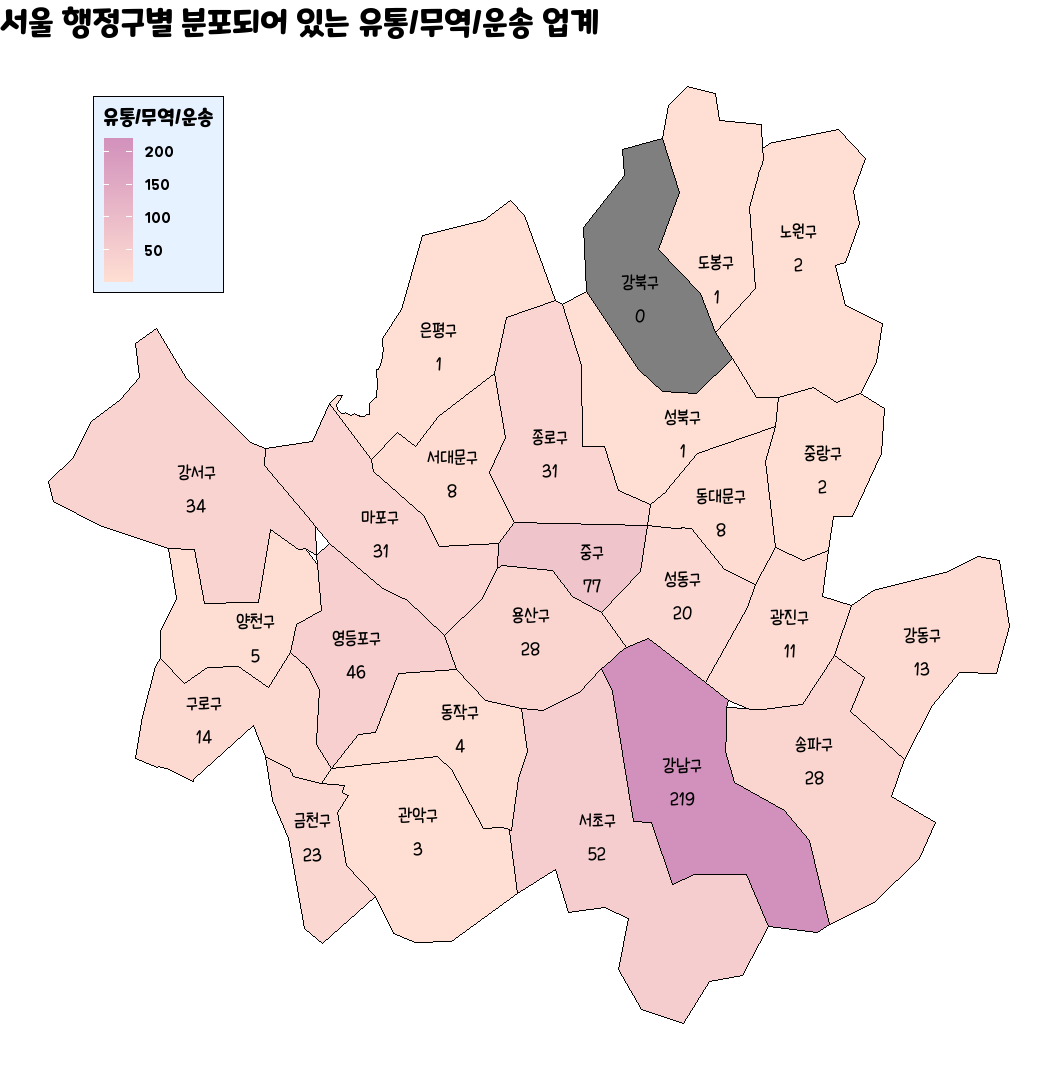 서울 행정구별 분포되어 있는 유통/무역/운송 업계
유통/무역/운송
200
150
100
50
노원구
2
도봉구
1
강북구
0
은평구
1
성북구
1
종로구
31
서대문구
8
중랑구
2
강서구
34
동대문구
8
마포구
31
중구
77
성동구
20
용산구
28
광진구
11
양천구
5
영등포구
46
강동구
13
구로구
14
동작구
4
송파구
28
강남구
219
관악구
3
금천구
23
서초구
52